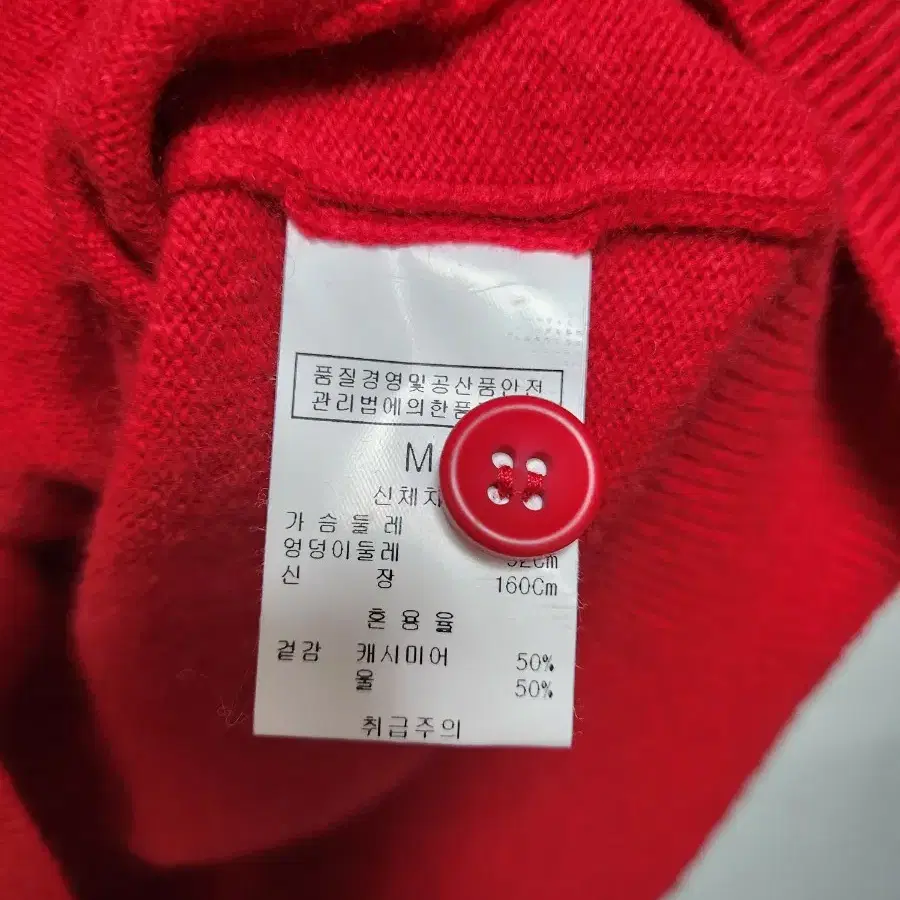 품질경영및공산품안전
관리법에의한품
M
신체치
가슴둘레
엉덩이둘레 92Cm
신 장 160Cm
혼용율
겉감 캐시미어 50%
울 50%
취급주의